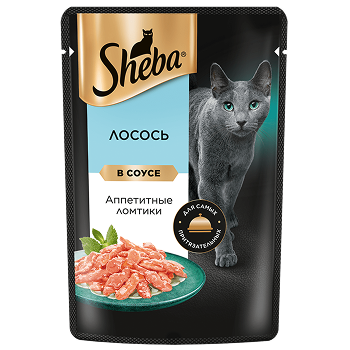 Sheba®
ЛОСОСЬ
В СОУСЕ
Аппетитные
ломтики
ДЛЯ САМЫХ
ПРИТЯЗАТЕЛЬНЫХ